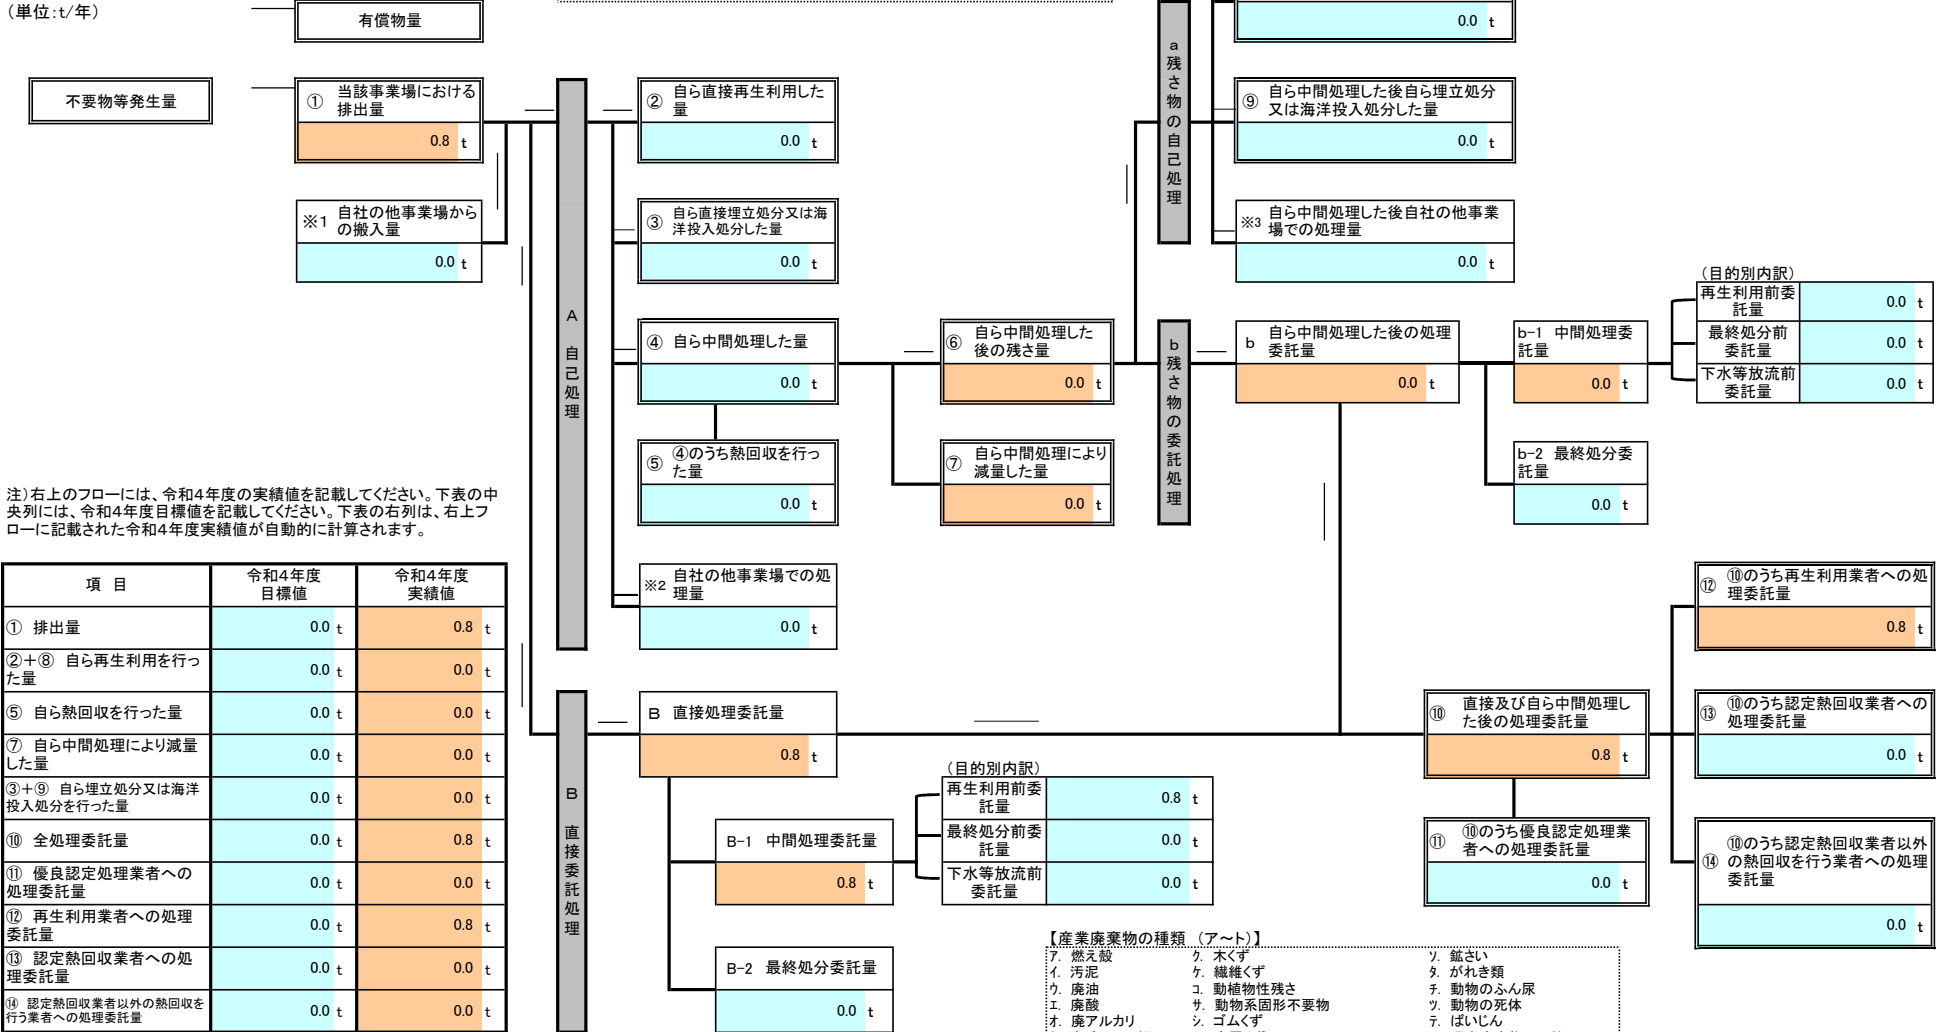 （単位：t/年）
有償物量
0.0 t
不要物等発生量
① 当該事業場における
排出量
0.8 t
※1 自社の他事業場から
の搬入量
0.0 t
A 自己処理
② 自ら直接再生利用した
量
0.0 t
③ 自ら直接埋立処分又は海
洋投入処分した量
0.0 t
④ 自ら中間処理した量
0.0 t
⑤ ④のうち熱回収を行っ
た量
0.0 t
※2 自社の他事業場での処
理量
0.0 t
⑥ 自ら中間処理した
後の残さ量
0.0 t
⑦ 自ら中間処理により
減量した量
0.0 t
a 残さ物の自己処理
⑨ 自ら中間処理した後自ら埋立処分
又は海洋投入処分した量
0.0 t
※3 自ら中間処理した後自社の他事業
場での処理量
0.0 t
b 残さ物の委託処理
b 自ら中間処理した後の処理
委託量
0.0 t
b-1 中間処理委
託量
0.0 t
（目的別内訳）
再生利用前委
託量
0.0 t
最終処分前
委託量
0.0 t
下水等放流前
委託量
0.0 t
b-2 最終処分委
託量
0.0 t
注）右上のフローには、令和４年度の実績値を記載してください。下表の中
央列には、令和４年度目標値を記載してください。下表の右列は、右上フ
ローに記載された令和４年度実績値が自動的に計算されます。
項 目
令和４年度
目標値
令和４年度
実績値
① 排出量
0.0 t 0.8 t
②＋⑧ 自ら再生利用を行っ
た量
0.0 t 0.0 t
⑤ 自ら熱回収を行った量
0.0 t 0.0 t
⑦ 自ら中間処理により減量
した量
0.0 t 0.0 t
③＋⑨ 自ら埋立処分又は海洋
投入処分を行った量
0.0 t 0.0 t
⑩ 全処理委託量
0.0 t 0.8 t
⑪ 優良認定処理業者への
処理委託量
0.0 t 0.0 t
⑫ 再生利用業者への処理
委託量
0.0 t 0.8 t
⑬ 認定熱回収業者への処
理委託量
0.0 t 0.0 t
⑭ 認定熱回収業者以外の熱回収を
行う業者への処理委託量
0.0 t 0.0 t
B 直接委託処理
B 直接処理委託量
0.8 t
B-1 中間処理委託量
0.8 t
（目的別内訳）
再生利用前委
託量
0.8 t
最終処分前委
託量
0.0 t
下水等放流前
委託量
0.0 t
B-2 最終処分委託量
0.0 t
⑩ 直接及び自ら中間処理し
た後の処理委託量
0.8 t
⑪ ⑩のうち優良認定処理業
者への処理委託量
0.0 t
⑫ ⑩のうち再生利用業者への処
理委託量
0.8 t
⑬ ⑩のうち認定熱回収業者への
処理委託量
0.0 t
⑭ ⑩のうち認定熱回収業者以外
の熱回収を行う業者への処理
委託量
0.0 t
【産業廃棄物の種類 （ア～ト）】
ア. 燃え殻 ク. 木くず ソ. 鉱さい
イ. 汚泥 ケ. 繊維くず タ. がれき類
ウ. 廃油 コ. 動植物性残さ チ. 動物のふん尿
エ. 廃酸 サ. 動物系固形不要物 ツ. 動物の死体
オ. 廃アルカリ シ. ゴムくず テ. ばいじん